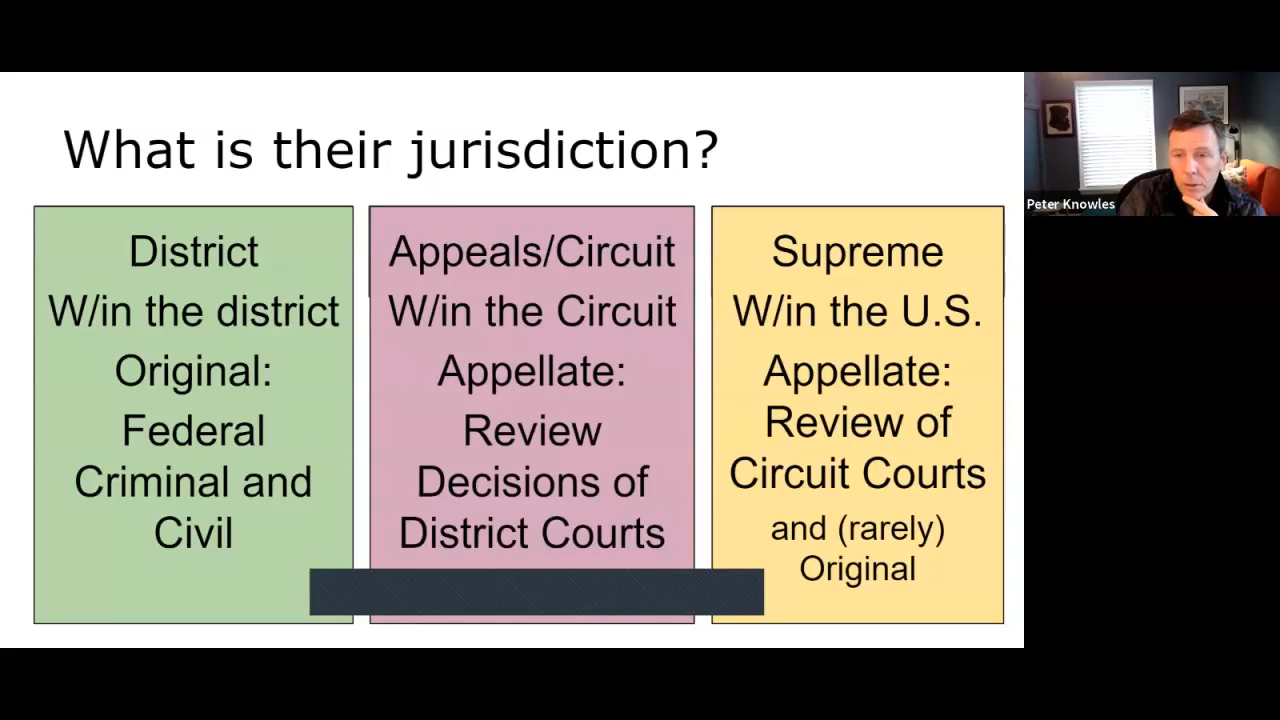 What is their jurisdiction?
District
W/in the district
Original:
Federal
Criminal and
Civil
Appeals/Circuit
W/in the Circuit
Appellate:
Review
Decisions of
District Courts
Supreme
W/in the U.S.
Appellate:
Review of
Circuit Courts
and (rarely)
Original
Peter Knowles